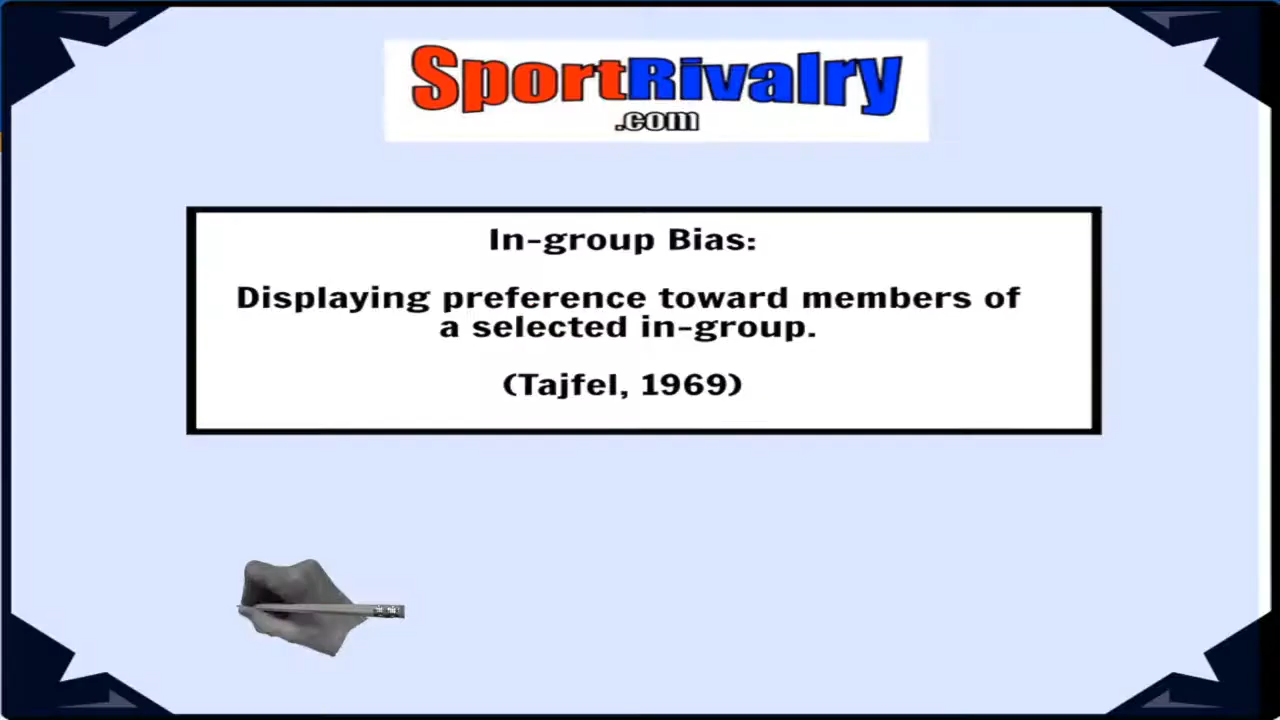 SportRivalry
.com
In-group Bias:
Displaying preference toward members of
a selected in-group.
(Tajfel, 1969)